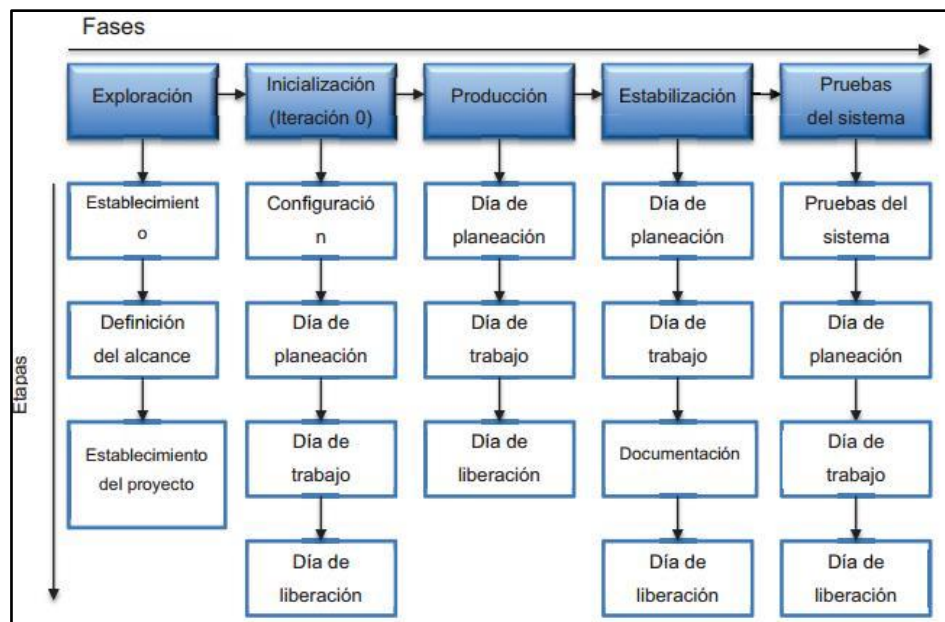 Fases
Exploración
Inicialización
(Iteración 0)
Producción
Estabilización
Pruebas
del sistema
Etapas
Establecimient
o
Definición
del alcance
Establecimiento
del proyecto
Configuració
n
Día de
planeación
Día de
trabajo
Día de
liberación
Día de
planeación
Día de
trabajo
Día de
liberación
Día de
planeación
Día de
trabajo
Documentación
Día de
liberación
Pruebas del
sistema
Día de
planeación
Día de
trabajo
Día de
liberación